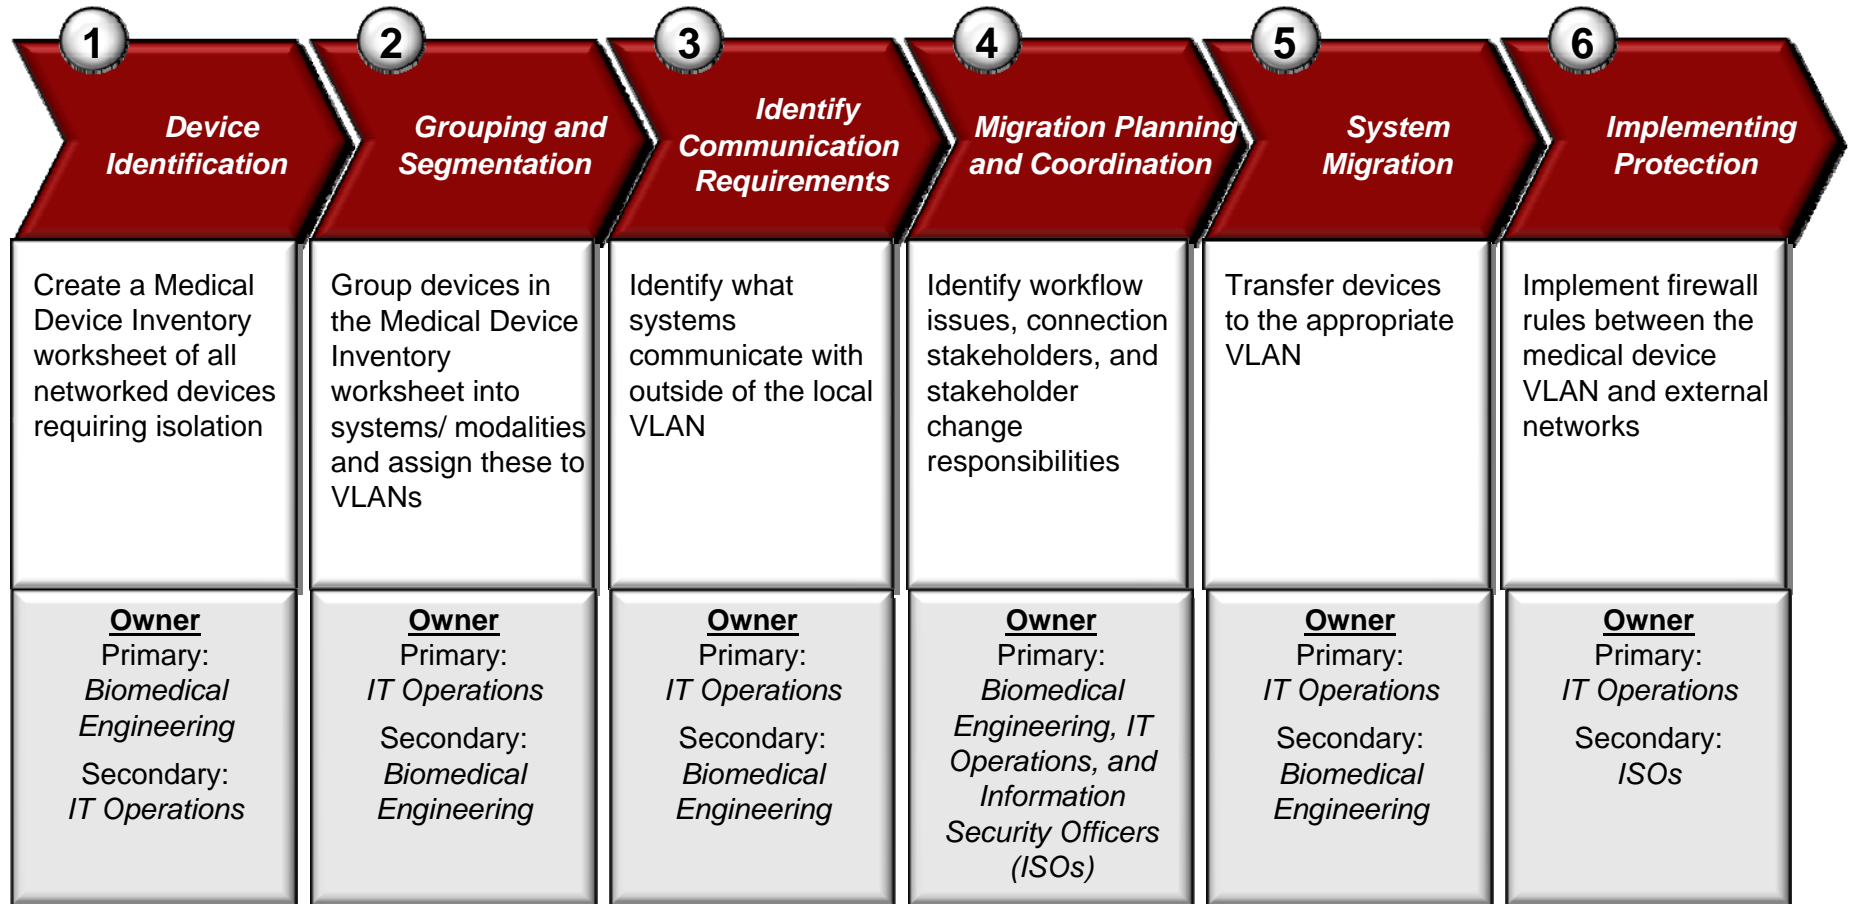 1
Device
Identification
Create a Medical
Device Inventory
worksheet of all
networked devices
requiring isolation
Owner
Primary:
Biomedical
Engineering
Secondary:
IT Operations
2
Grouping and
Segmentation
Group devices in
the Medical Device
Inventory
worksheet into
systems/ modalities
and assign these to
VLANs
Owner
Primary:
IT Operations
Secondary:
Biomedical
Engineering
3
Identify
Communication
Requirements
Identify what
systems
communicate with
outside of the local
VLAN
Owner
Primary:
IT Operations
Secondary:
Biomedical
Engineering
4
Migration Planning
and Coordination
Identify workflow
issues, connection
stakeholders, and
stakeholder
change
responsibilities
Owner
Primary:
Biomedical
Engineering, IT
Operations, and
Information
Security Officers
(ISOs)
5
System
Migration
Transfer devices
to the appropriate
VLAN
Owner
Primary:
IT Operations
Secondary:
Biomedical
Engineering
6
Implementing
Protection
Implement firewall
rules between the
medical device
VLAN and external
networks
Owner
Primary:
IT Operations
Secondary:
ISOs